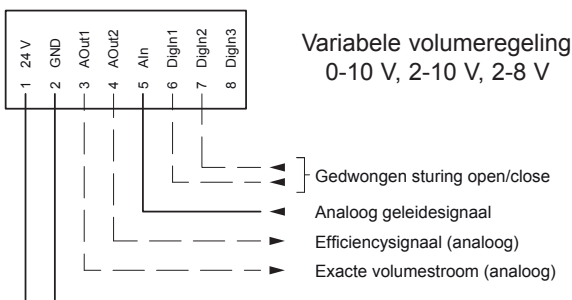 24 V
GND
AOut1
AOut2
AIn
DigIn1
DigIn2
DigIn3
1
2
3
4
5
6
7
8
Variabele volumeregeling
0-10 V, 2-10 V, 2-8 V
Gedwongen sturing open/close
Analoog geleidesignaal
Efficiencysignaal (analoog)
Exacte volumestroom (analoog)